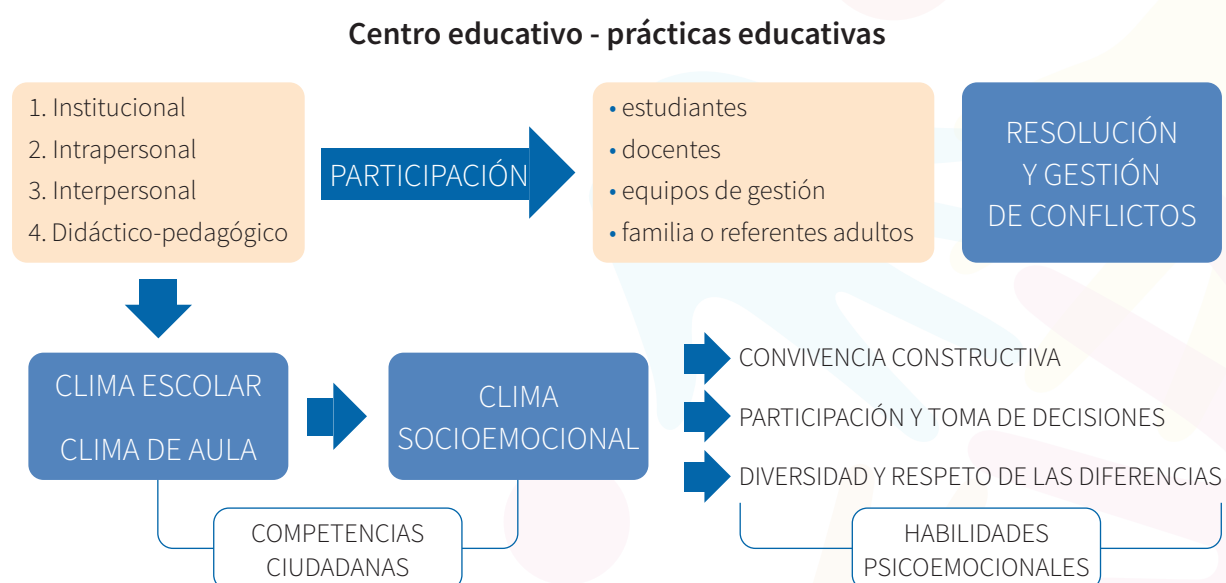 Centro educativo - prácticas educativas
1. Institucional
2. Intrapersonal
3. Interpersonal
4. Didáctico-pedagógico
PARTICIPACIÓN
• estudiantes
• docentes
• equipos de gestión
• familia o referentes adultos
RESOLUCIÓN
Y GESTIÓN
DE CONFLICTOS
CLIMA ESCOLAR
CLIMA DE AULA
CLIMA
SOCIOEMOCIONAL
CONVIVENCIA CONSTRUCTIVA
PARTICIPACIÓN Y TOMA DE DECISIONES
DIVERSIDAD Y RESPETO DE LAS DIFERENCIAS
COMPETENCIAS
CIUDADANAS
HABILIDADES
PSICOEMOCIONALES